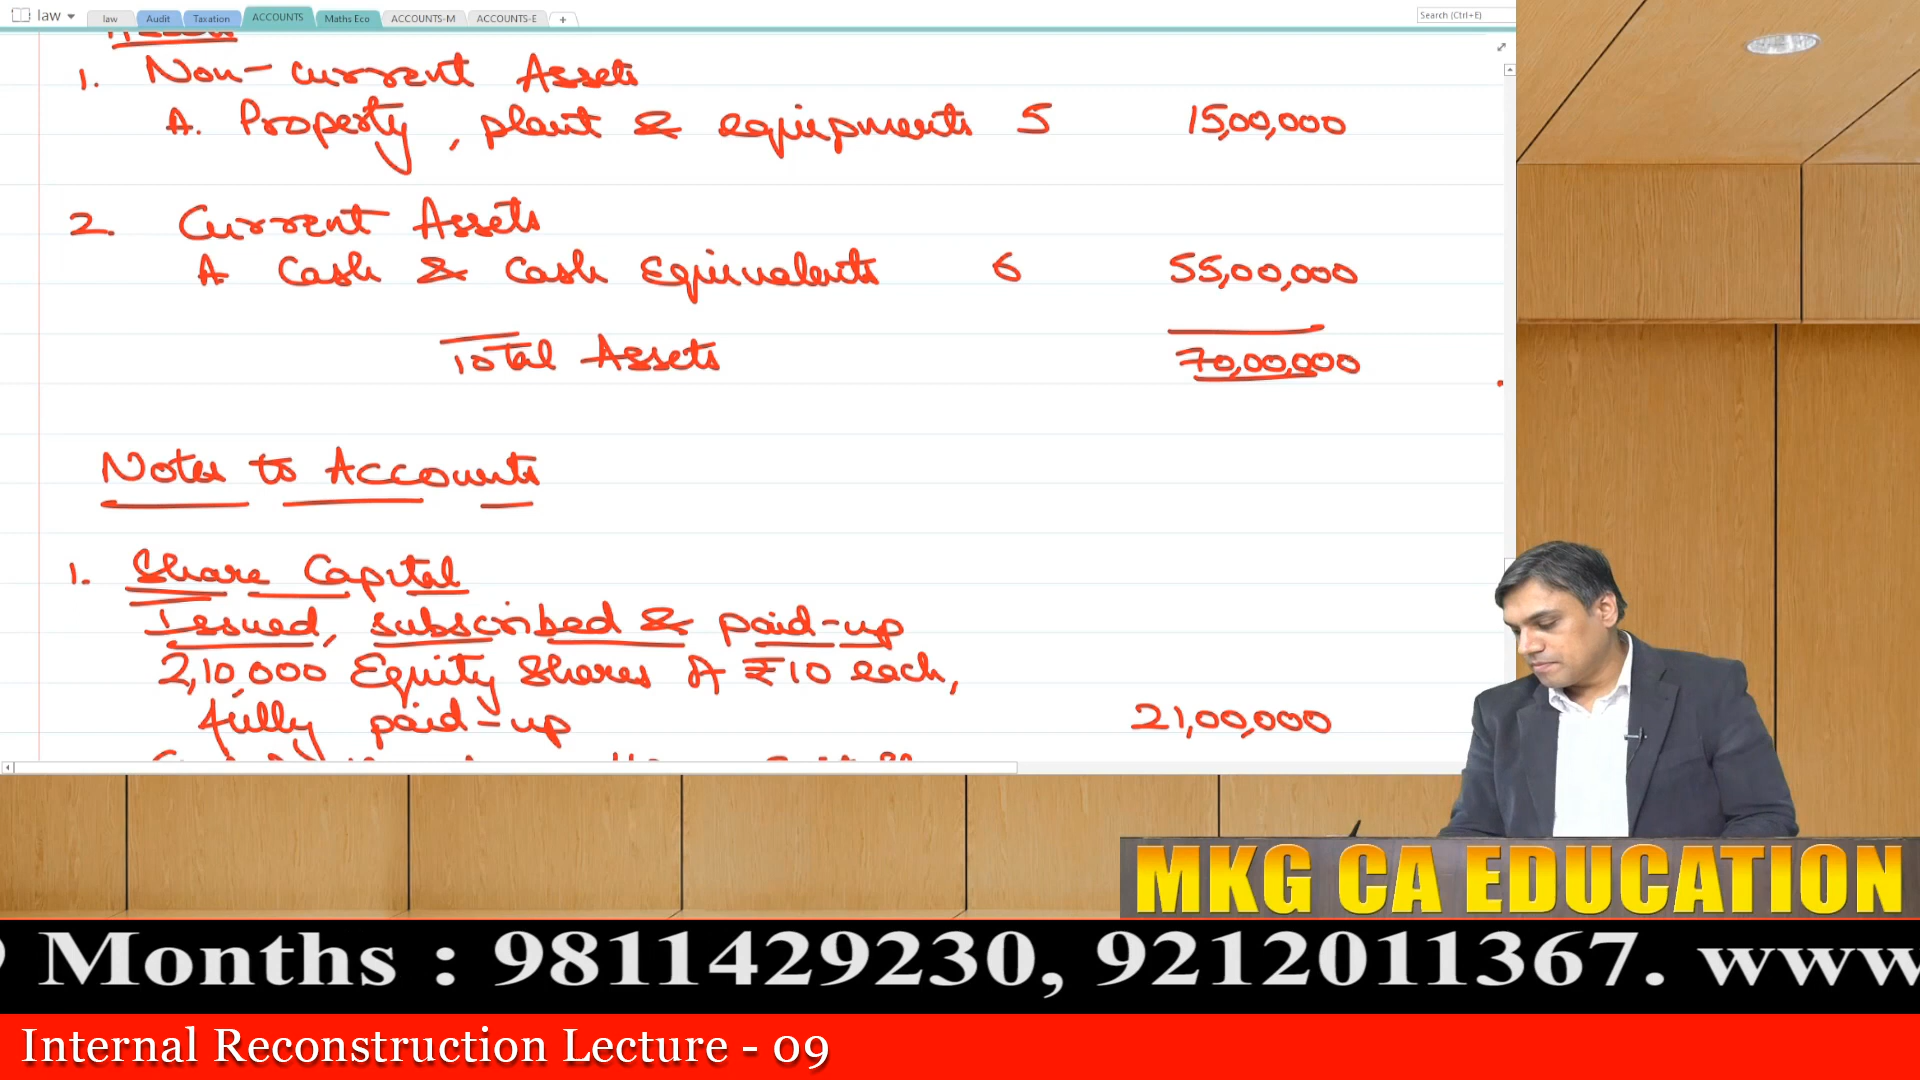 law
law Audit Taxation ACCOUNTS Maths Eco ACCOUNTS-M ACCOUNTS-E +
Search (Ctrl+E)
Assets
1. Non-current Assets
A. Property, plant & equipments 5 15,00,000
2. Current Assets
A Cash & Cash Equivalents 6 55,00,000
Total Assets 70,00,000
Notes to Accounts
1. Share Capital
Issued, subscribed & paid-up
2,10,000 Equity Shares of ₹10 each,
fully paid-up 21,00,000
MKG CA EDUCATION
9 Months : 9811429230, 9212011367. www
Internal Reconstruction Lecture - 09